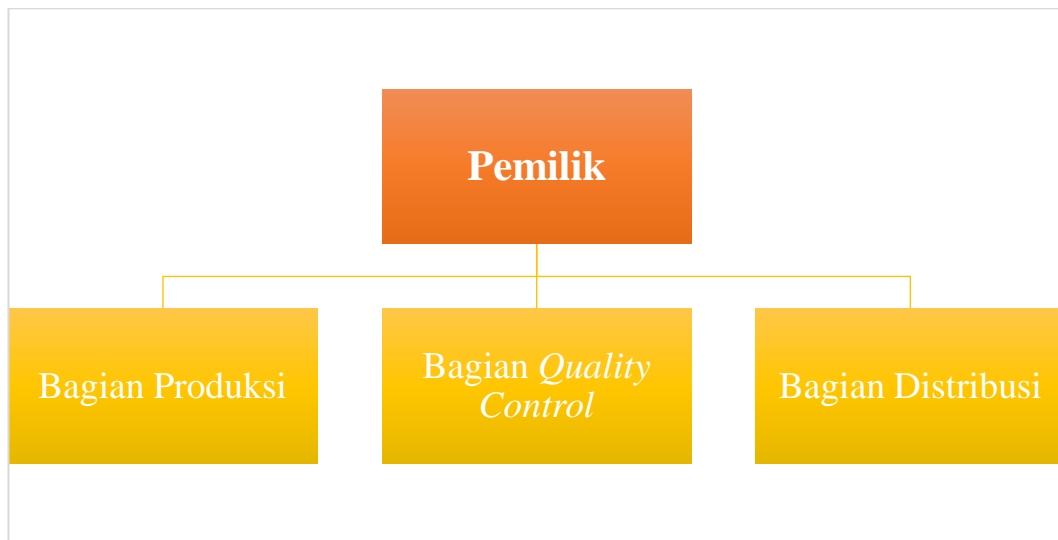 Pemilik
Bagian Produksi
Bagian Quality
Control
Bagian Distribusi